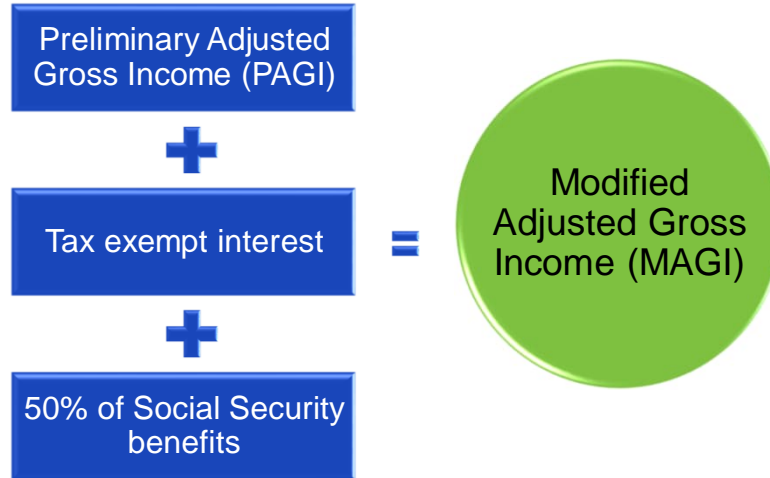 Preliminary Adjusted
Gross Income (PAGI)
+
Tax exempt interest
=
Modified
Adjusted Gross
Income (MAGI)
+
50% of Social Security
benefits